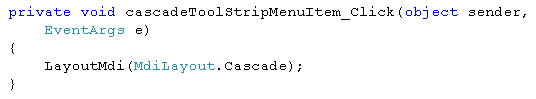 private void cascadeToolStripMenuItem_Click(object sender,
    EventArgs e)
{
    LayoutMdi(MdiLayout.Cascade);
}